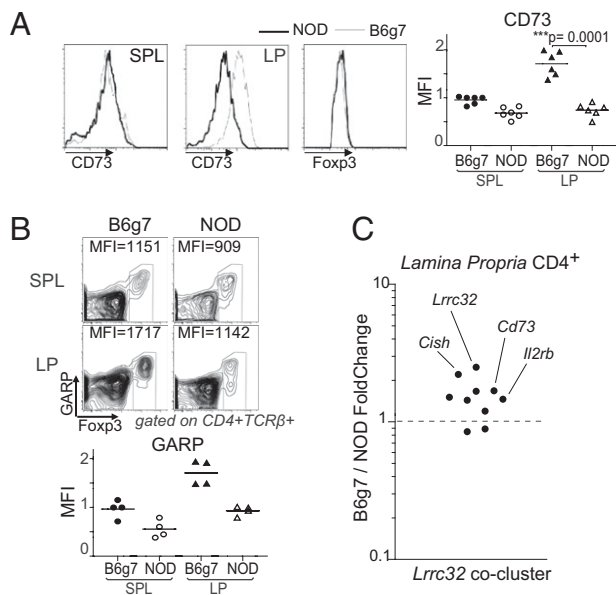 A
NOD B6g7
SPL
LP
CD73
CD73
Foxp3
CD73
***p= 0.0001
MFI
2
1
0
B6g7 NOD B6g7 NOD
SPL LP
B
B6g7 NOD
SPL
MFI=1151 MFI=909
LP
MFI=1717 MFI=1142
GARP
Foxp3
gated on CD4+TCRβ+
GARP
MFI
2
1
0
B6g7 NOD B6g7 NOD
SPL LP
C
Lamina Propria CD4+
B6g7 / NOD FoldChange
10
1
0.1
Lrrc32
Cish
Cd73
Il2rb
Lrrc32 co-cluster